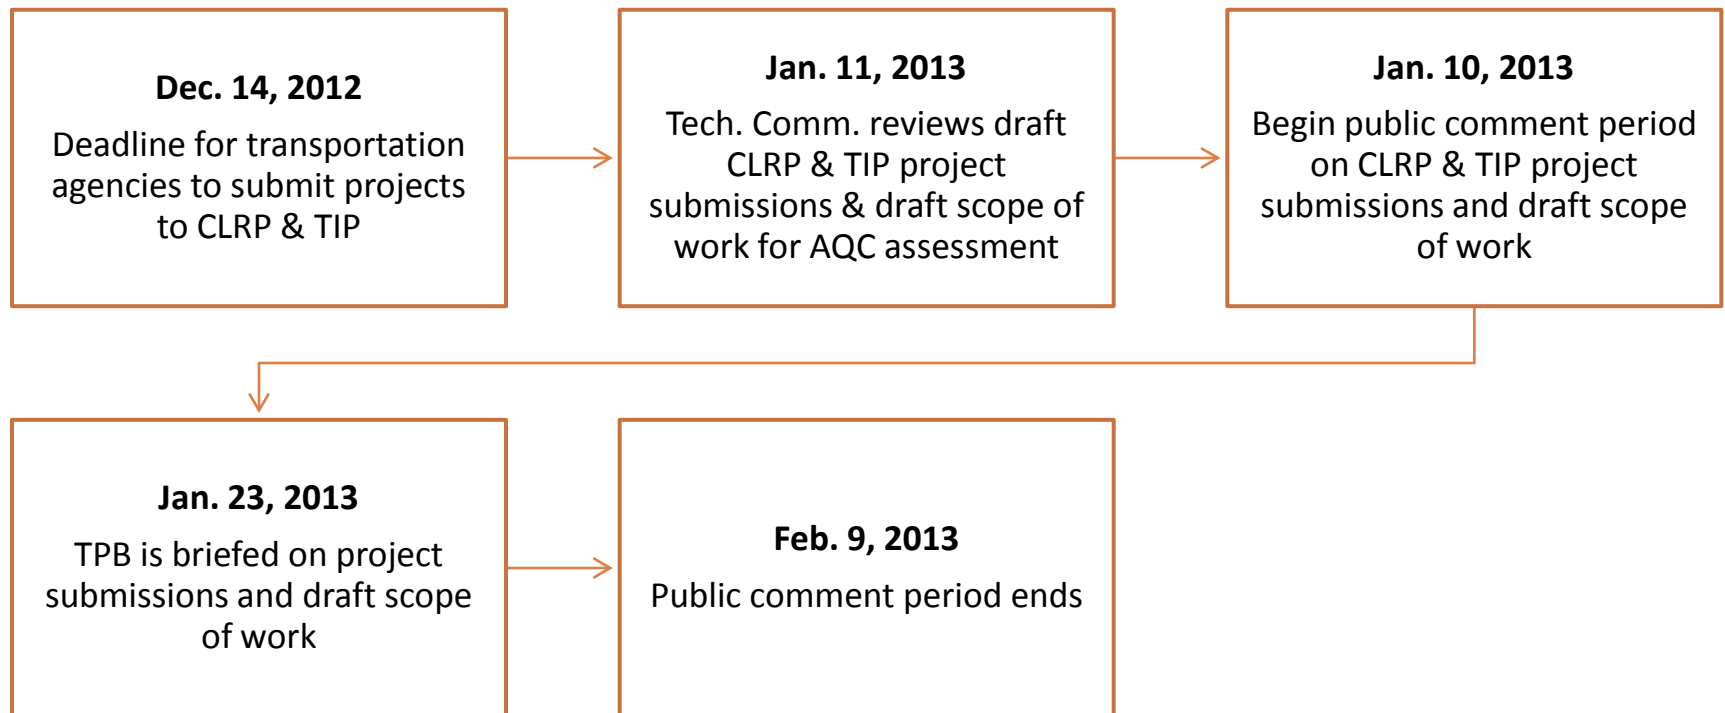 Dec. 14, 2012
Deadline for transportation
agencies to submit projects
to CLRP & TIP
Jan. 11, 2013
Tech. Comm. reviews draft
CLRP & TIP project
submissions & draft scope of
work for AQC assessment
Jan. 10, 2013
Begin public comment period
on CLRP & TIP project
submissions and draft scope
of work
Jan. 23, 2013
TPB is briefed on project
submissions and draft scope
of work
Feb. 9, 2013
Public comment period ends